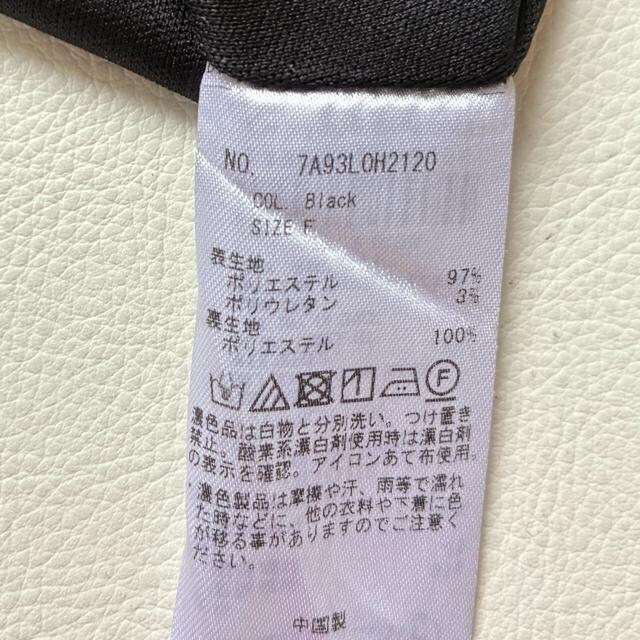 NO. 7A93L0H2120
COL. Black
SIZE F
表生地
ポリエステル 97%
ポリウレタン 3%
裏生地
ポリエステル 100%
F
濃色品は白物と分別洗い。つけ置き
禁止。酸素系漂白剤使用時は漂白剤
の表示を確認。アイロンあて布使用。
・濃色製品は摩擦や汗、雨等で濡れ
た時などに、他の衣料や下着に色
が移る事がありますのでご注意く
ださい。
中国製